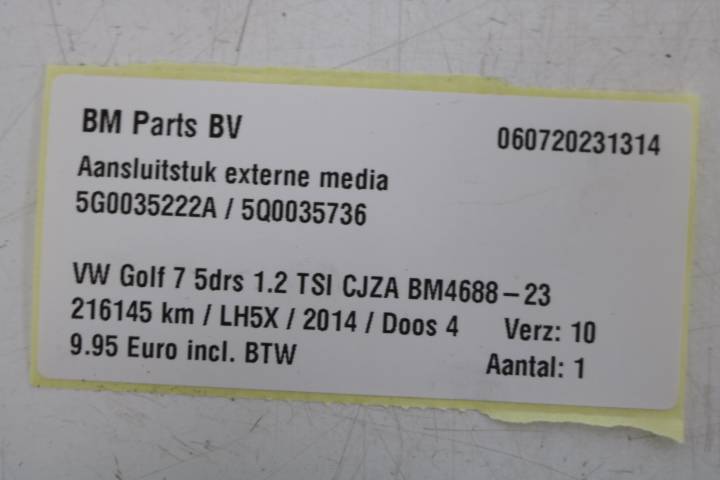 BM Parts BV 060720231314
Aansluitstuk externe media
5G0035222A / 5Q0035736
VW Golf 7 5drs 1.2 TSI CJZA BM4688-23
216145 km / LH5X / 2014 / Doos 4 Verz: 10
9.95 Euro incl. BTW Aantal: 1